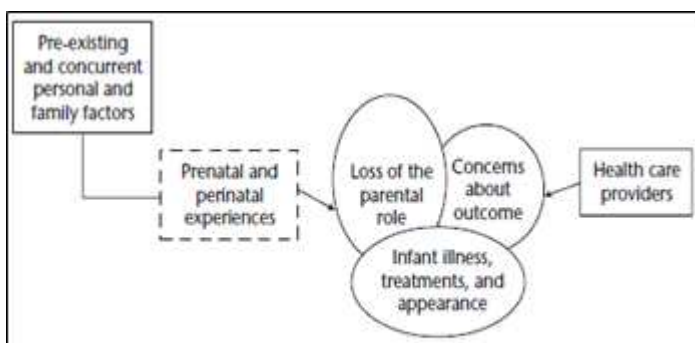 Pre-existing
and concurrent
personal and
family factors
Prenatal and
perinatal
experiences
Loss of the
parental
role
Concerns
about
outcome
Health care
providers
Infant illness,
treatments, and
appearance